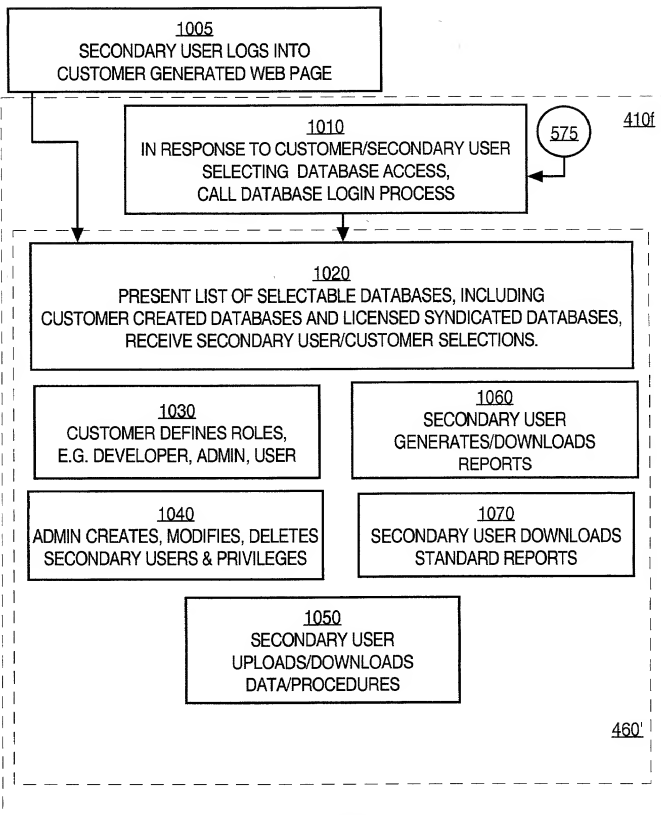 1005
SECONDARY USER LOGS INTO
CUSTOMER GENERATED WEB PAGE
410f
1010
IN RESPONSE TO CUSTOMER/SECONDARY USER
SELECTING DATABASE ACCESS,
CALL DATABASE LOGIN PROCESS
575
1020
PRESENT LIST OF SELECTABLE DATABASES, INCLUDING
CUSTOMER CREATED DATABASES AND LICENSED SYNDICATED DATABASES,
RECEIVE SECONDARY USER/CUSTOMER SELECTIONS.
1030
CUSTOMER DEFINES ROLES,
E.G. DEVELOPER, ADMIN, USER
1060
SECONDARY USER
GENERATES/DOWNLOADS
REPORTS
1040
ADMIN CREATES, MODIFIES, DELETES
SECONDARY USERS & PRIVILEGES
1070
SECONDARY USER DOWNLOADS
STANDARD REPORTS
1050
SECONDARY USER
UPLOADS/DOWNLOADS
DATA/PROCEDURES
460'